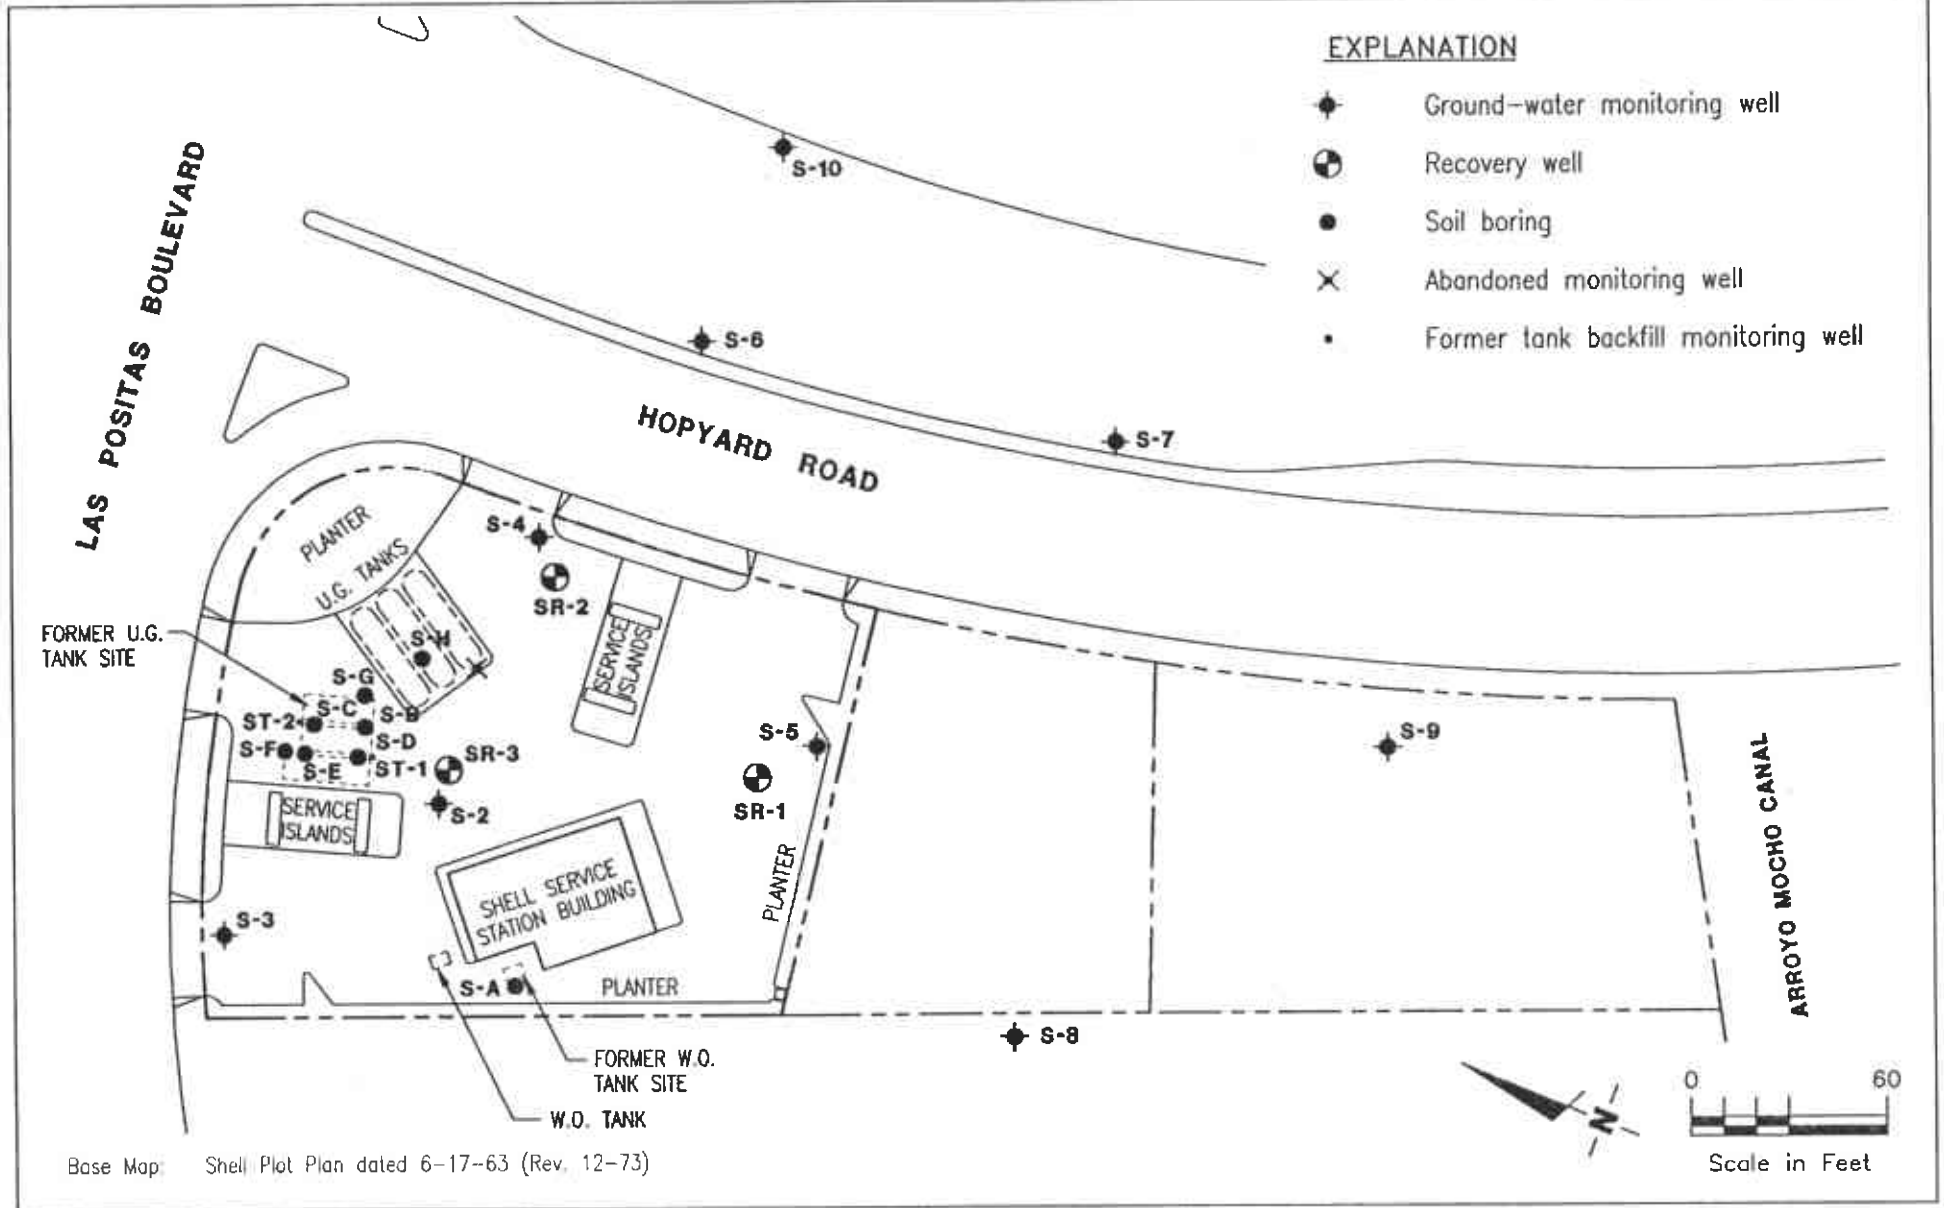 EXPLANATION
Ground-water monitoring well
Recovery well
Soil boring
Abandoned monitoring well
Former tank backfill monitoring well
S-10
LAS POSITAS BOULEVARD
S-6
HOPYARD ROAD
S-7
S-4
PLANTER
U.G. TANKS
SR-2
FORMER U.G.
TANK SITE
S-H
SERVICE
ISLANDS
S-G
S-C
S-B
ST-2
S-D
S-F
S-E
ST-1
SR-3
S-5
S-9
S-2
SR-1
SERVICE
ISLANDS
SHELL SERVICE
STATION BUILDING
PLANTER
ARROYO MOCHO CANAL
S-3
S-A
PLANTER
S-8
FORMER W.O.
TANK SITE
W.O. TANK
N
0 60
Scale in Feet
Base Map: Shell Plot Plan dated 6-17-63 (Rev. 12-73)